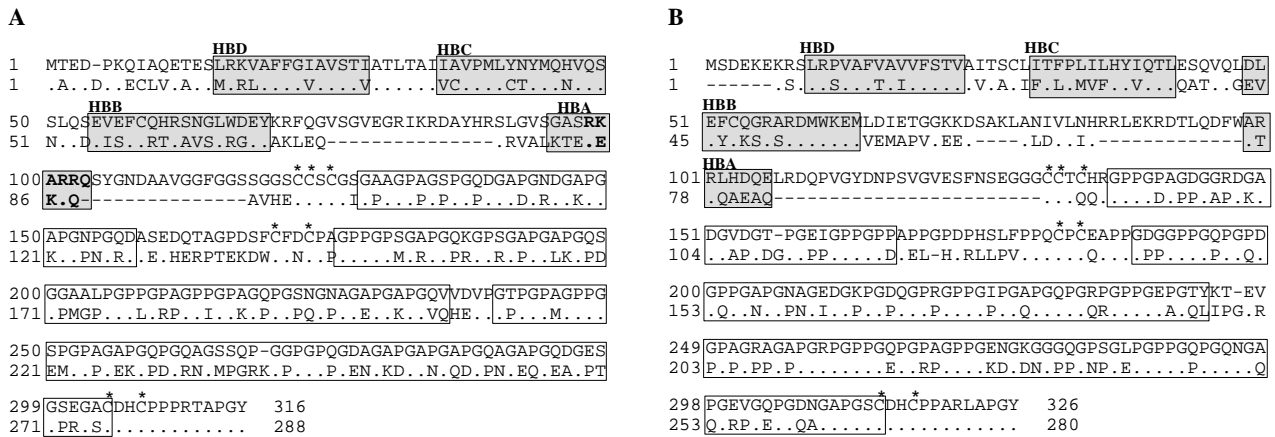 A
HBD HBC
1 MTED-PKQIAQETESLRKVAFFGIAVSTIATLTAIIAVPMLYNYMQHVQS
1 .A..D..ECLV.A..M.RL....V....V......VC....CT...N...
HBB HBA
50 SLQSEVEFCQHRSNGLWDEYKRFQGVSGVEGRIKRDAYHRSLGVSGASRK
51 N..D.IS..RT.AVS.RG..AKLEQ------------------RVALKTE.E
* * *
100 ARRQSYGNDAAVGGFGGSSGGSCCSCGSGAAGPAGSPGQDGAPGNDGAPG
86 K.Q---------------AVHE.....I.P...P.P..P...D.R..K..
* *
150 APGNPGQDASEDQTAGPDSFCFDCPAGPPGPSGAPGQKGPSGAPGAPGQS
121 K..PN.R..E.HERPTEKDW..N..P.....M.R..PR..R.P..LK.PD
200 GGAALPGPPGPAGPPGPAGQPGSNGNAGAPGAPGQVVDVPGTPGPAGPPG
171 .PMGP...L.RP..I..K.P..PQ.P..E..K..VQHE...P...M....
250 SPGPAGAPGQPGQAGSSQP-GGPGPQGDAGAPGAPGAPGQAGAPGQDGES
221 EM..P.EK.PD.RN.MPGRK.P...P.EN.KD..N.QD.PN.EQ.EA.PT
* *
299 GSEGACDHCPPPRTAPGY 316
271 .PR.S............. 288
B
HBD HBC
1 MSDEKEKRSLRPVAFVAVVFSTVAITSCLITFPLILHYIQTLESQVQLDL
1 -------S.S..S...T.I.....V....F.L.MVF..V...QAT..GEV
HBB
51 EFCQGRARDMWKEMLDIETGGKKDSAKLANIVLNHRRLEKRDTLQDFWAR
45 .Y.KS.S.......VEMAPV.EE....LD..I.---------------.T
HBA * * *
101 RLHDQELRDQPVGYDNPSVGVESFNSEGGGCCTCHRGPPGPAGDGGRDGA
78 .QAEAQ------------------------...QQ....D.PP.AP.K.
* *
151 DGVDGT-PGEIGPPGPPAPPGPDPHSLFPPQCPCEAPPGDGGPPGQPGPD
104 ..AP.DG..PP.....D.EL-H.RLLPV......Q.....PP....P..Q.
200 GPPGAPGNAGEDGKPGDQGPRGPPGIPGAPGQPGRPGPPGEPGTYKT-EV
153 .Q..N..PN.I..P..P...P....P..Q......QR....A.QLIPG.R
249 GPAGRAGAPGRPGPPGQPGPAGPPGENGKGGGQGPSGLPGPPGQPGQNGA
203 P.P.PP.P........E..RP....KD.DN.PP.NP.E......P....Q
* *
298 PGEVGQPGDNGAPGSCDHCPPARLAPGY 326
253 Q.RP.E..QA.................. 280